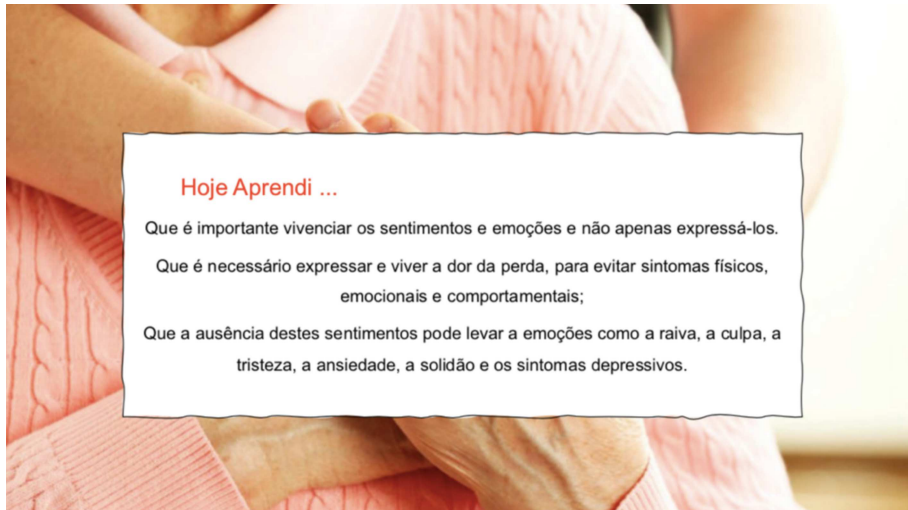 Hoje Aprendi ...
Que é importante vivenciar os sentimentos e emoções e não apenas expressá-los.
Que é necessário expressar e viver a dor da perda, para evitar sintomas físicos,
emocionais e comportamentais;
Que a ausência destes sentimentos pode levar a emoções como a raiva, a culpa, a
tristeza, a ansiedade, a solidão e os sintomas depressivos.